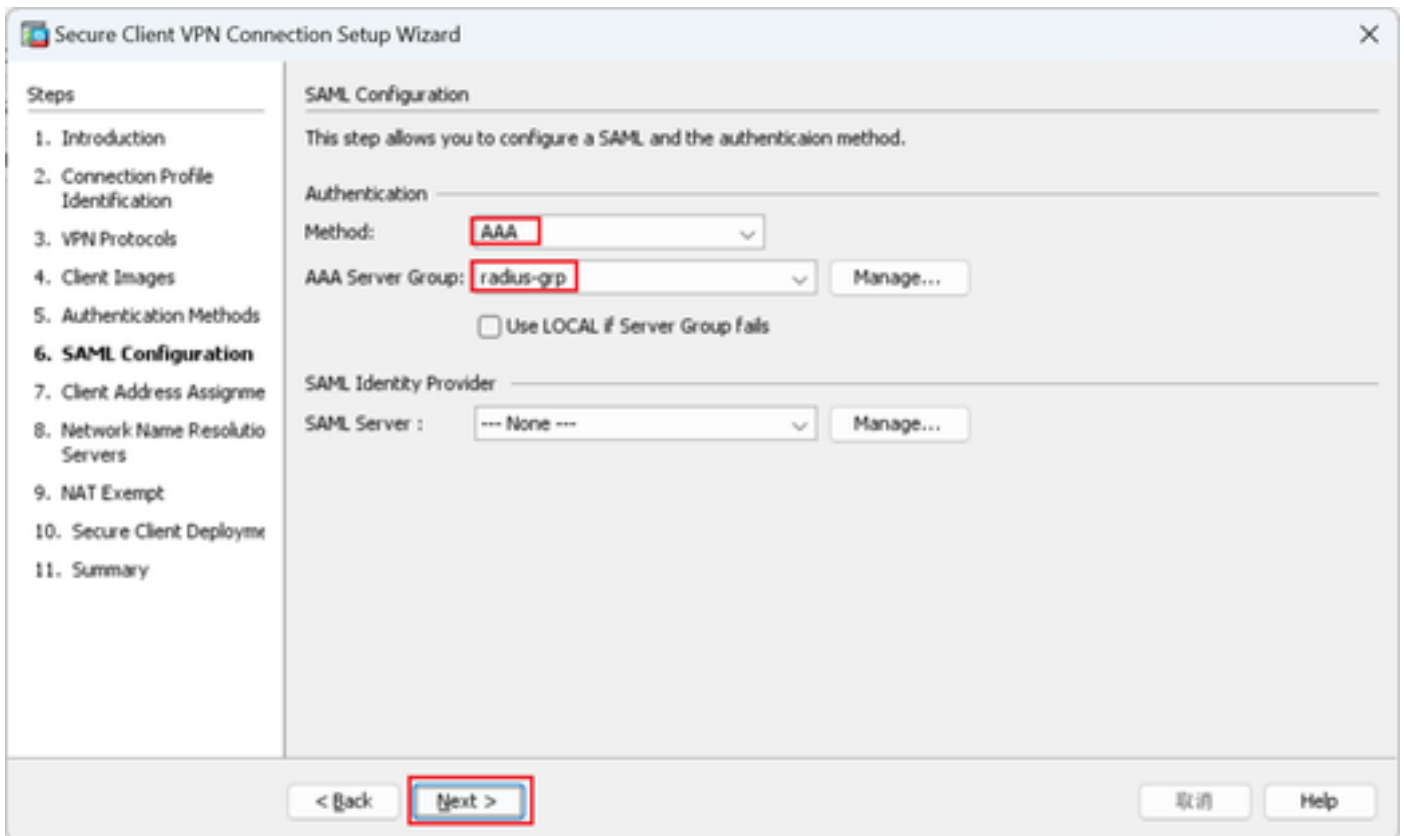 Secure Client VPN Connection Setup Wizard
Steps
1. Introduction
2. Connection Profile
Identification
3. VPN Protocols
4. Client Images
5. Authentication Methods
6. SAML Configuration
7. Client Address Assignme
8. Network Name Resolutio
Servers
9. NAT Exempt
10. Secure Client Deployme
11. Summary
SAML Configuration
This step allows you to configure a SAML and the authenticaion method.
Authentication
Method: AAA
AAA Server Group: radius-grp Manage...
Use LOCAL if Server Group fails
SAML Identity Provider
SAML Server : --- None --- Manage...
< Back Next > 取消 Help